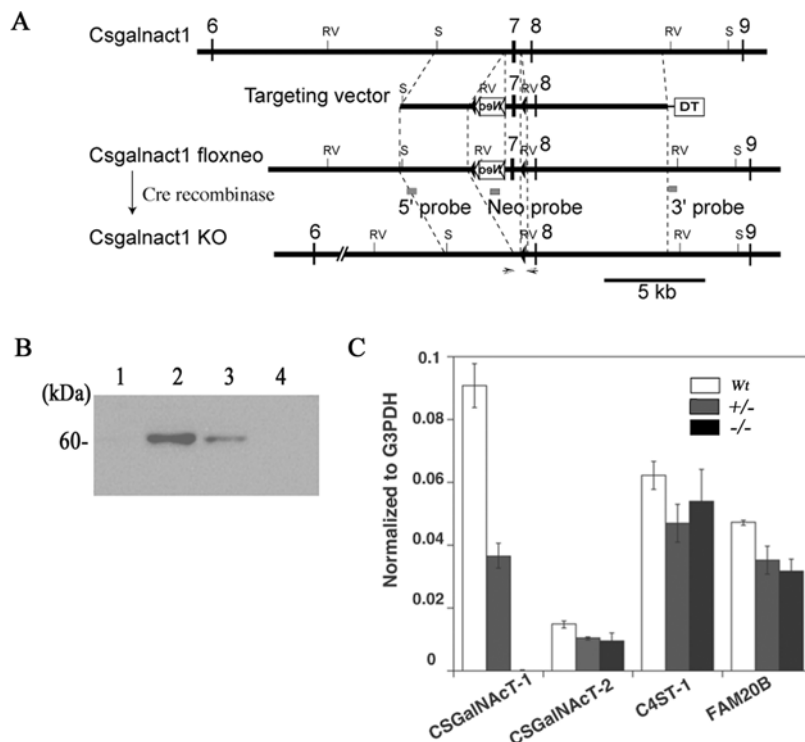 A
Csgalnact1
6 RV S 7 8 RV S 9
Targeting vector
S RV Neo 7 RV 8 DT
Csgalnact1 floxneo
RV S RV Neo 7 RV 8 RV S 9
Cre recombinase
5' probe Neo probe 3' probe
Csgalnact1 KO
6 RV S RV 8 RV S 9
5 kb
B
(kDa) 1 2 3 4
60-
C
Normalized to G3PDH
0.1
0.08
0.06
0.04
0.02
0
Wt
+/-
-/-
CSGalNAcT-1
CSGalNAcT-2
C4ST-1
FAM20B